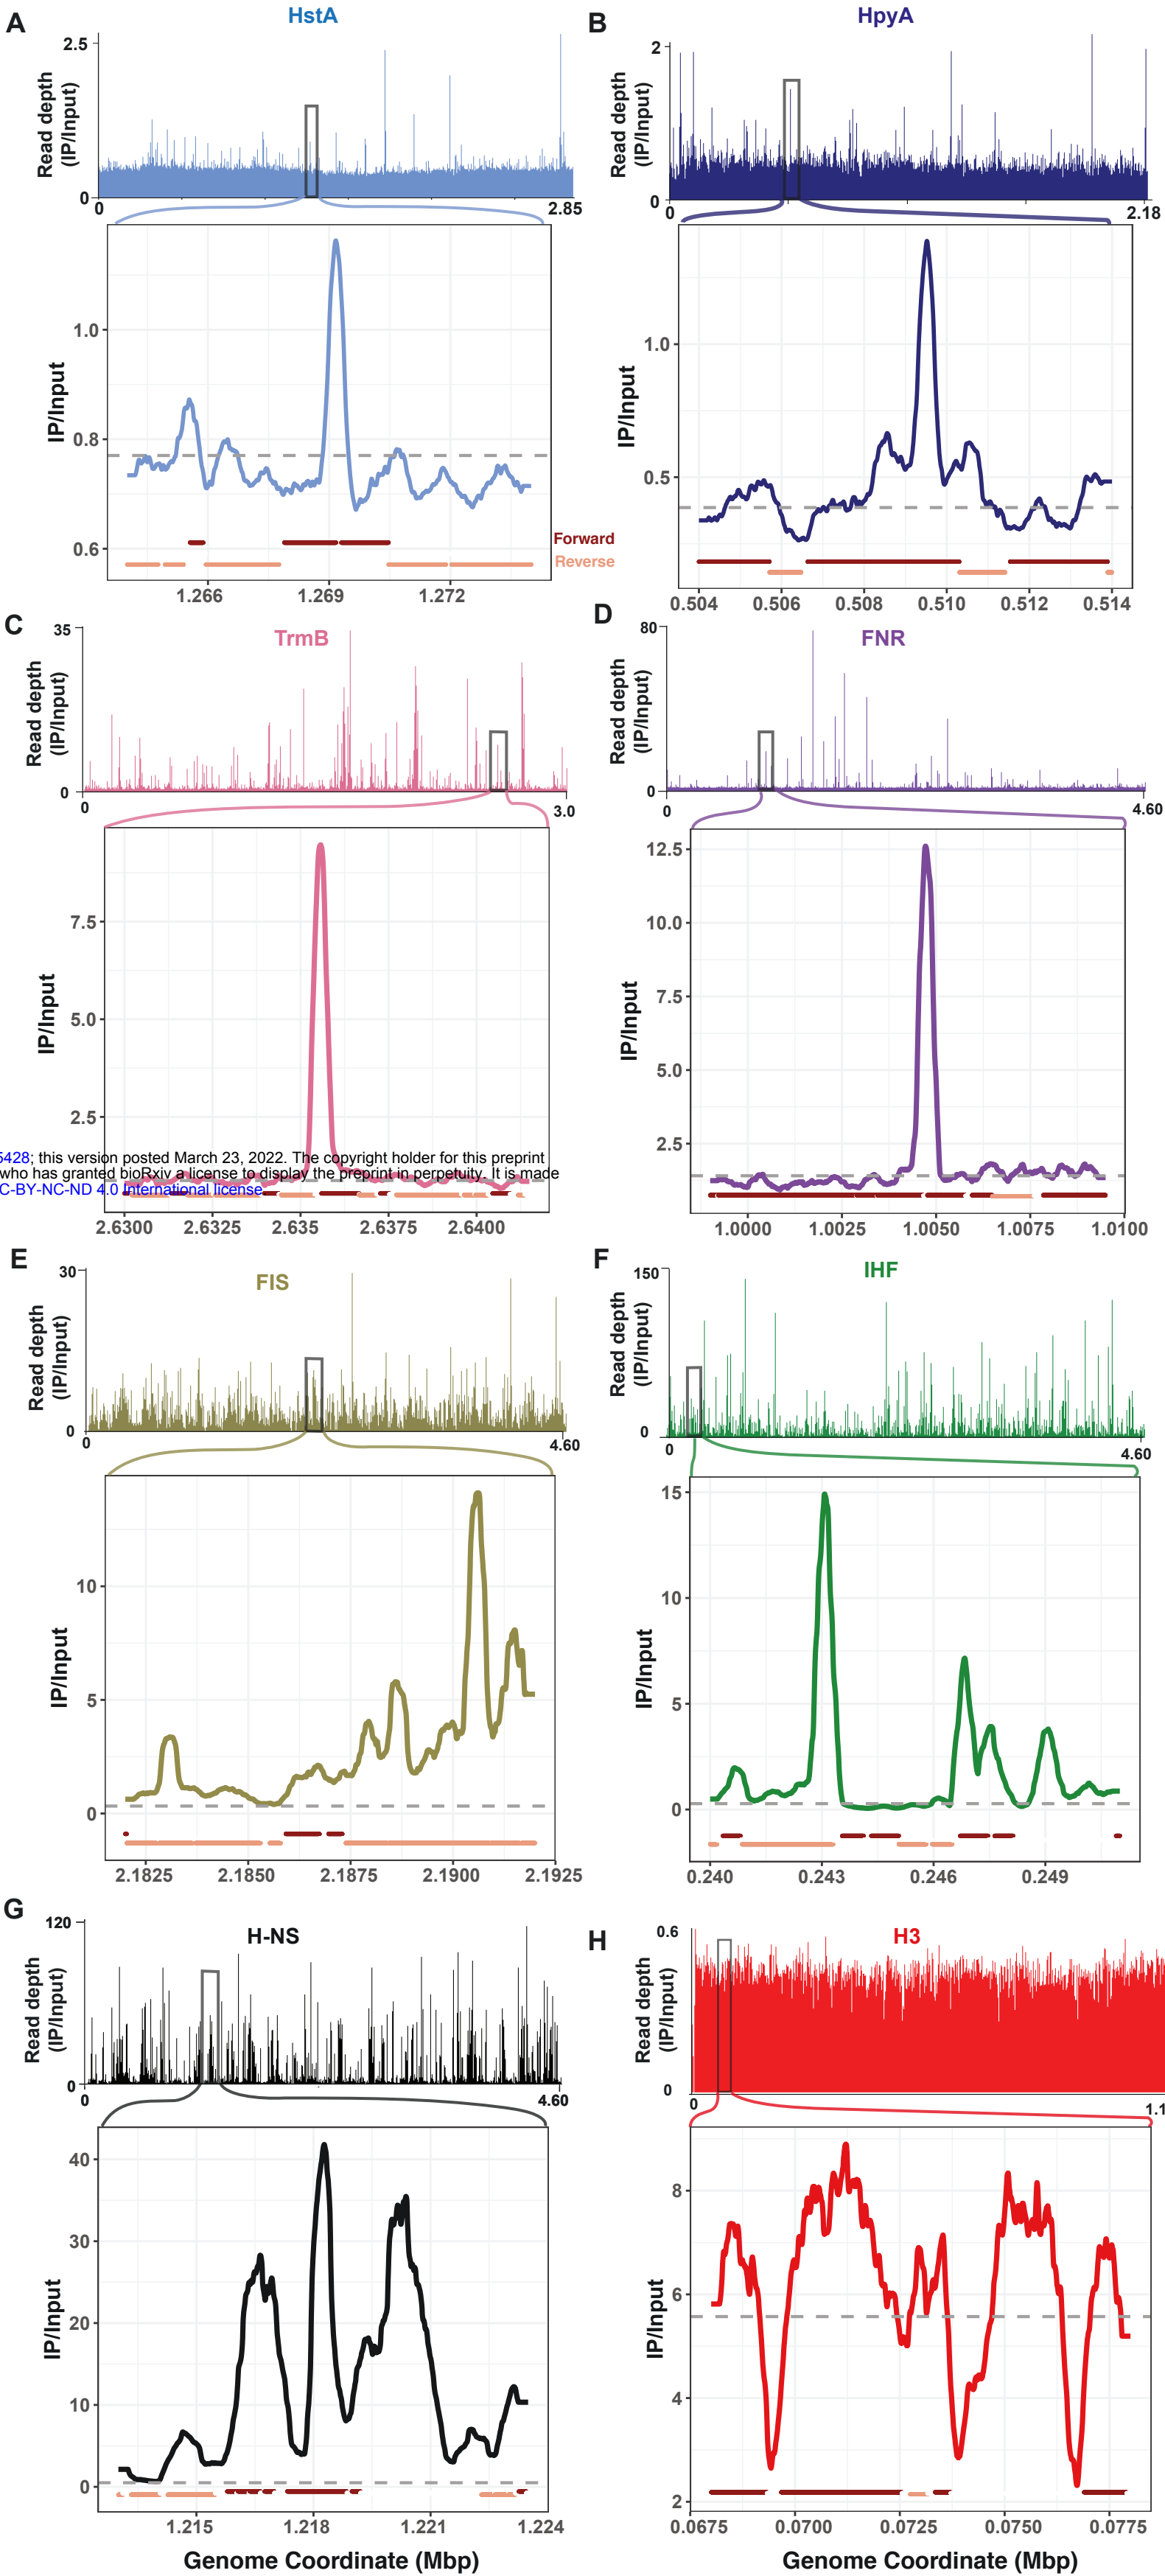 A
HstA
2.5
Read depth
(IP/Input)
0
0
2.85
IP/Input
1.0
0.8
0.6
Forward
Reverse
1.266
1.269
1.272
B
HpyA
2
Read depth
(IP/Input)
0
0
2.18
IP/Input
1.0
0.5
0.504
0.506
0.508
0.510
0.512
0.514
C
TrmB
35
Read depth
(IP/Input)
0
0
3.0
IP/Input
7.5
5.0
2.5
5428; this version posted March 23, 2022. The copyright holder for this preprint
who has granted bioRxiv a license to display the preprint in perpetuity. It is made
C-BY-NC-ND 4.0 International license
2.6300
2.6325
2.635
2.6375
2.6400
D
FNR
80
Read depth
(IP/Input)
0
0
4.60
IP/Input
12.5
10.0
7.5
5.0
2.5
1.0000
1.0025
1.0050
1.0075
1.0100
E
FIS
30
Read depth
(IP/Input)
0
0
4.60
IP/Input
10
5
0
2.1825
2.1850
2.1875
2.1900
2.1925
F
IHF
150
Read depth
(IP/Input)
0
0
4.60
IP/Input
15
10
5
0
0.240
0.243
0.246
0.249
G
H-NS
120
Read depth
(IP/Input)
0
0
4.60
IP/Input
40
30
20
10
0
1.215
1.218
1.221
1.224
Genome Coordinate (Mbp)
H
H3
0.6
Read depth
(IP/Input)
0
0
1.1
IP/Input
8
6
4
2
0.0675
0.0700
0.0725
0.0750
0.0775
Genome Coordinate (Mbp)